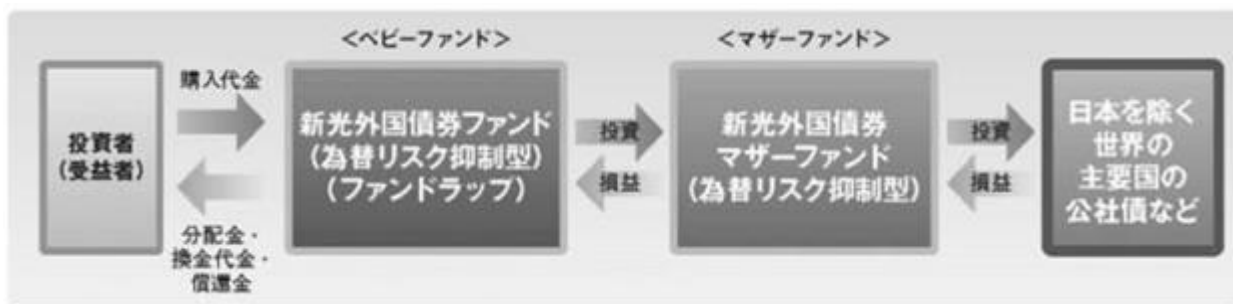 <ベビーファンド>
<マザーファンド>
投資者
(受益者)
購入代金
分配金・
換金代金・
償還金
新光外国債券ファンド
(為替リスク抑制型)
(ファンドラップ)
投資
損益
新光外国債券
マザーファンド
(為替リスク抑制型)
投資
損益
日本を除く
世界の
主要国の
公社債など